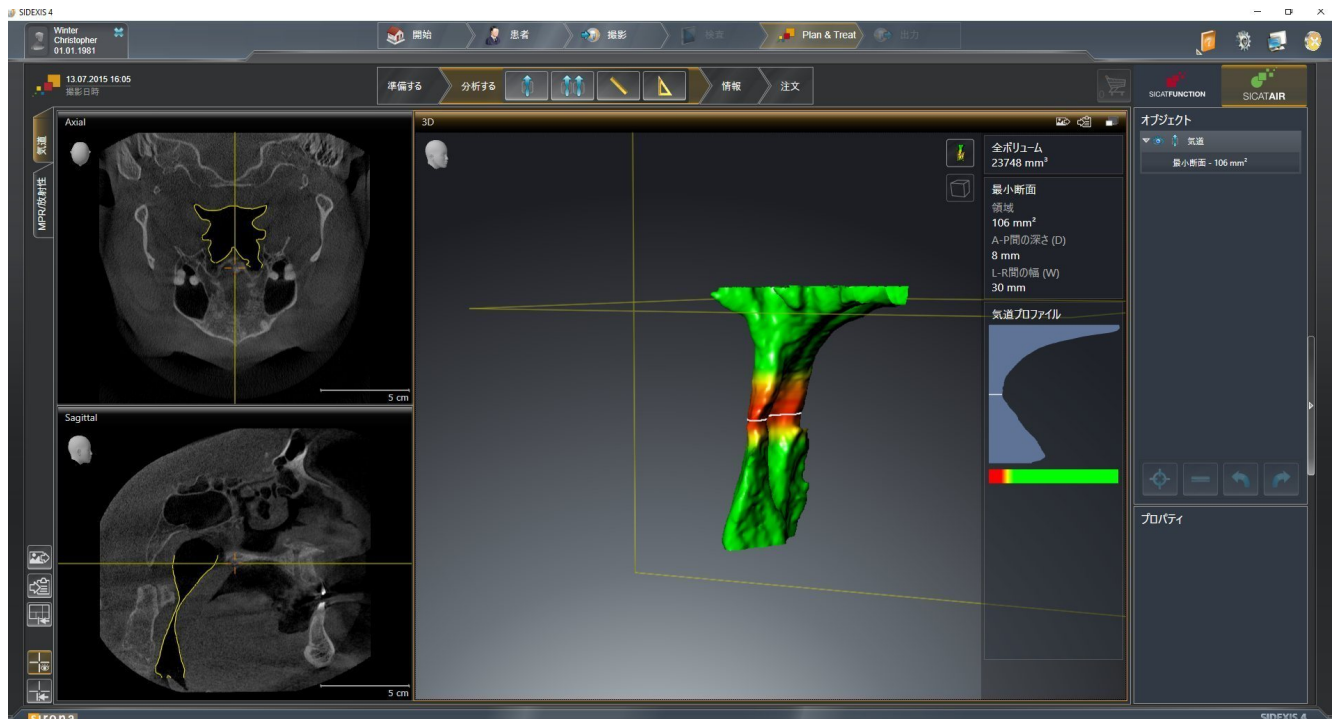 SIDEXIS 4
Winter
Christopher
01.01.1981
開始
患者
撮影
検査
Plan & Treat
出力
13.07.2015 16:05
撮影日時
準備する
分析する
情報
注文
0
SICATFUNCTION
SICATAIR
気道
MPR/放射性
Axial
5 cm
Sagittal
5 cm
3D
全ボリューム
23748 mm³
最小断面
領域
106 mm²
A-P間の深さ (D)
8 mm
L-R間の幅 (W)
30 mm
気道プロファイル
オブジェクト
気道
最小断面 - 106 mm²
プロパティ
sirona
SIDEXIS 4